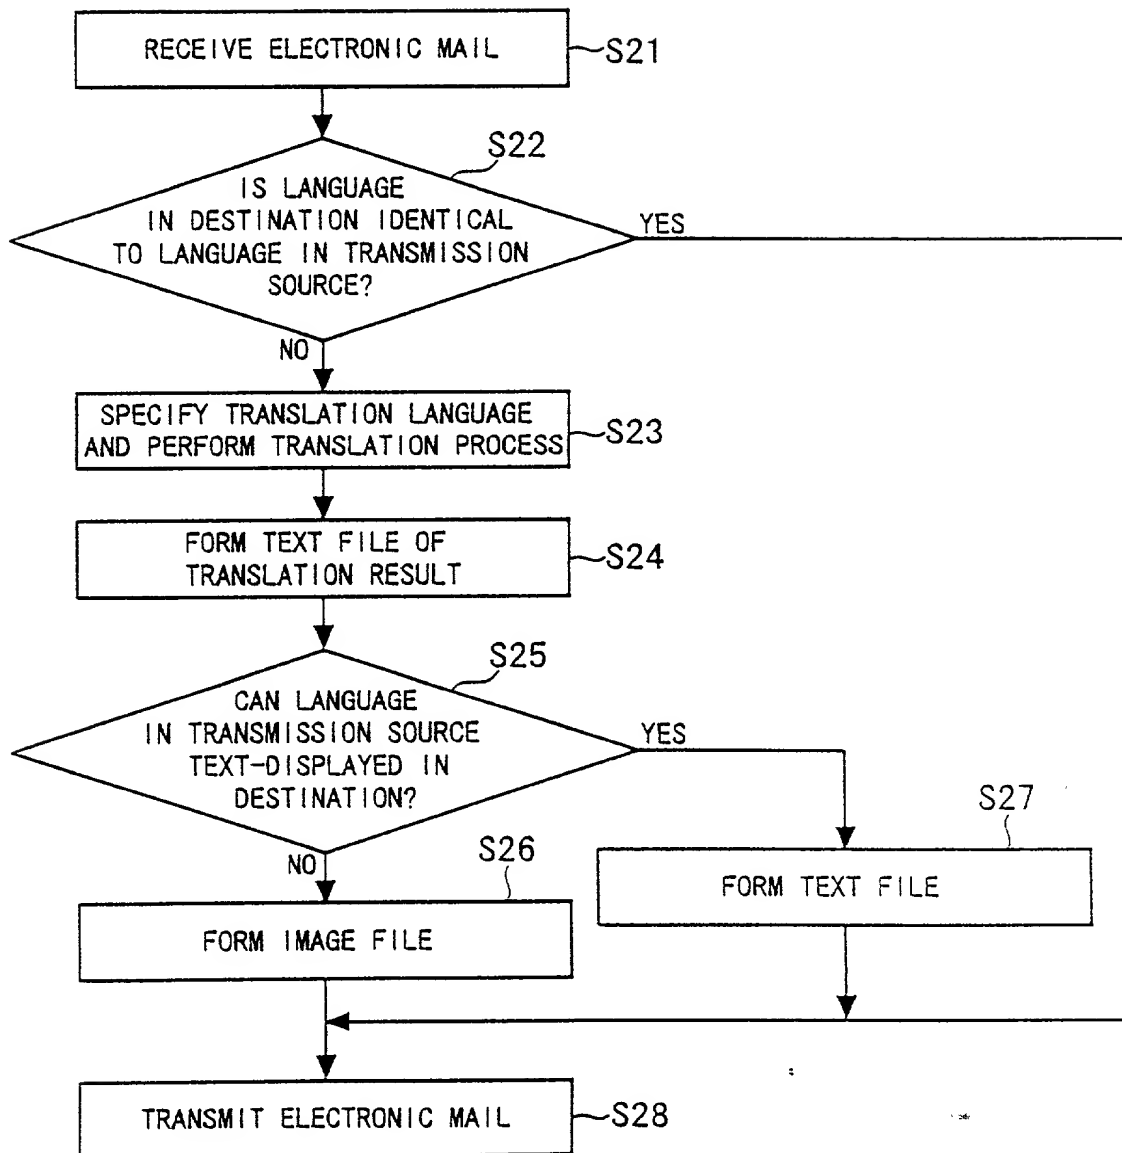 RECEIVE ELECTRONIC MAIL
S21
S22
IS LANGUAGE
IN DESTINATION IDENTICAL
TO LANGUAGE IN TRANSMISSION
SOURCE?
YES
NO
SPECIFY TRANSLATION LANGUAGE
AND PERFORM TRANSLATION PROCESS
S23
FORM TEXT FILE OF
TRANSLATION RESULT
S24
S25
CAN LANGUAGE
IN TRANSMISSION SOURCE
TEXT-DISPLAYED IN
DESTINATION?
YES
NO
S26
S27
FORM TEXT FILE
FORM IMAGE FILE
TRANSMIT ELECTRONIC MAIL
S28